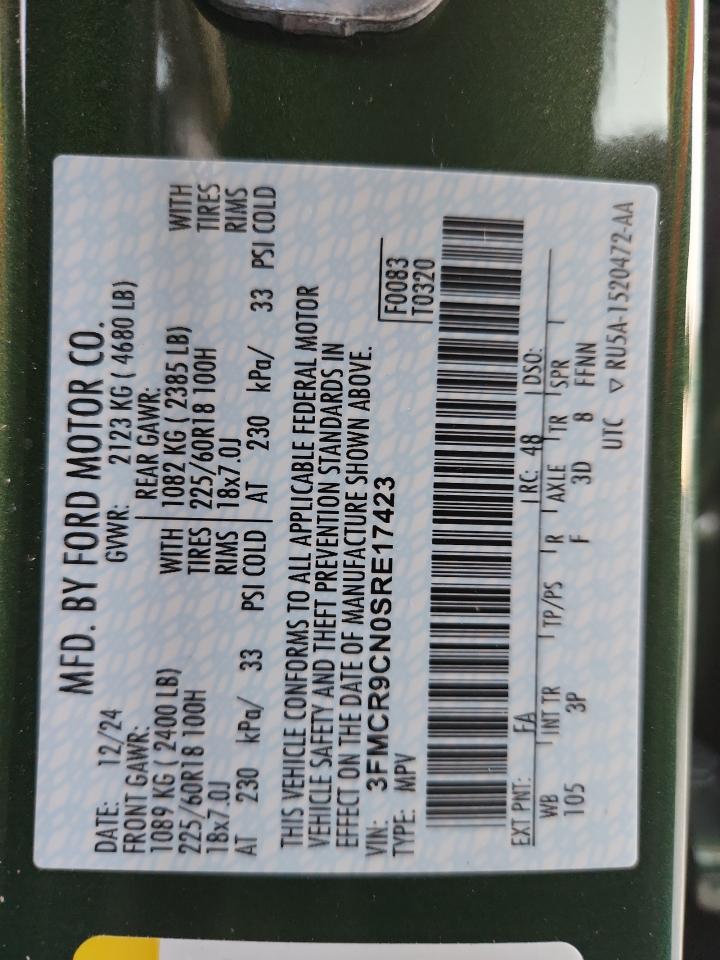 MFD. BY FORD MOTOR CO.
DATE: 12/24 GVWR: 2123 KG ( 4680 LB)
FRONT GAWR: REAR GAWR:
1089 KG ( 2400 LB) WITH 1082 KG ( 2385 LB) WITH
225/60R18 100H TIRES 225/60R18 100H TIRES
18x7.0J RIMS 18x7.0J RIMS
AT 230 kPa/ 33 PSI COLD AT 230 kPa/ 33 PSI COLD
THIS VEHICLE CONFORMS TO ALL APPLICABLE FEDERAL MOTOR
VEHICLE SAFETY AND THEFT PREVENTION STANDARDS IN
EFFECT ON THE DATE OF MANUFACTURE SHOWN ABOVE.
VIN: 3FMCR9CN0SRE17423 F0083
TYPE: MPV T0320
EXT PNT: FA RC: 48 DSO:
WB INT TR TP/PS R AXLE TR SPR
105 3P F 3D 8 FFNN
UTC ▽ RU5A-1520472-AA